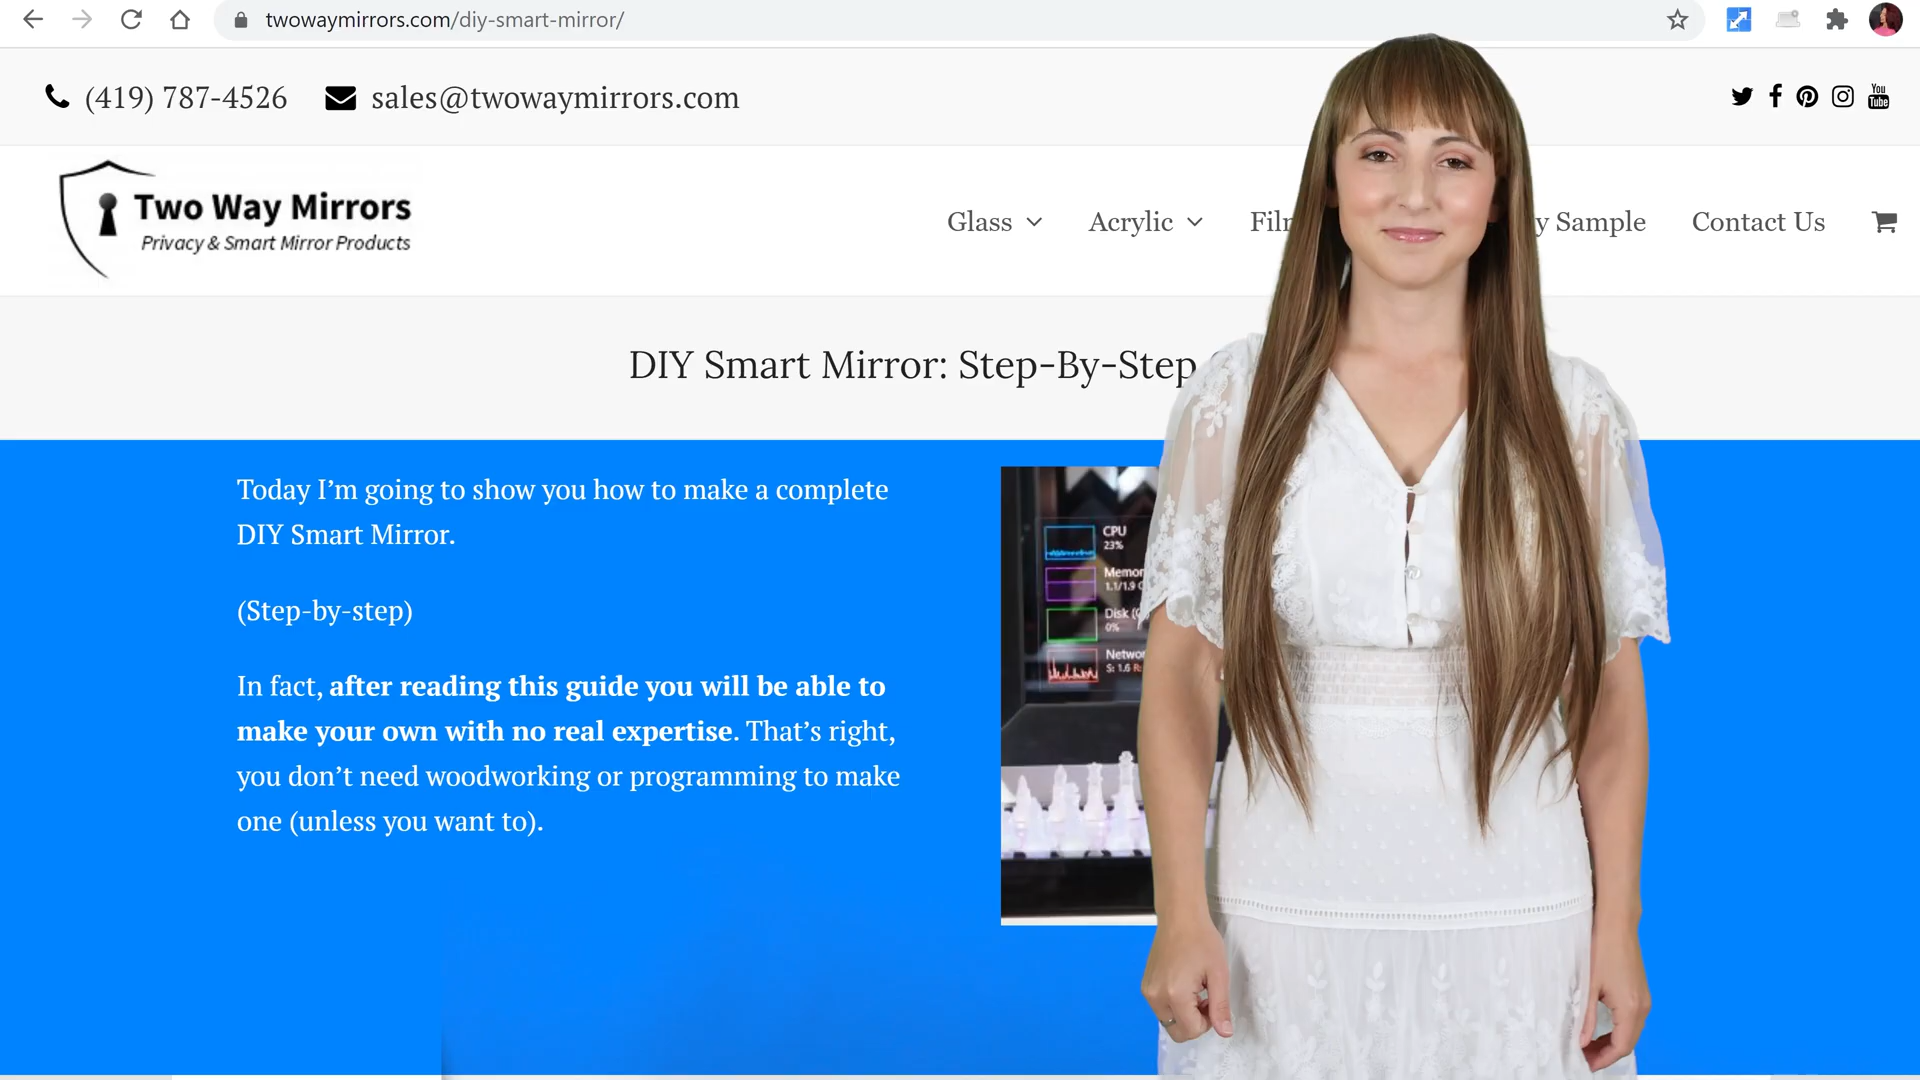 twowaymirrors.com/diy-smart-mirror/
(419) 787-4526 sales@twowaymirrors.com
You
Tube
Two Way Mirrors
Privacy & Smart Mirror Products
Glass Acrylic Sample Contact Us
DIY Smart Mirror: Step-By-Step
Today I’m going to show you how to make a complete
DIY Smart Mirror.
(Step-by-step)
In fact, after reading this guide you will be able to
make your own with no real expertise. That’s right,
you don’t need woodworking or programming to make
one (unless you want to).
CPU
23%
Disk
0%